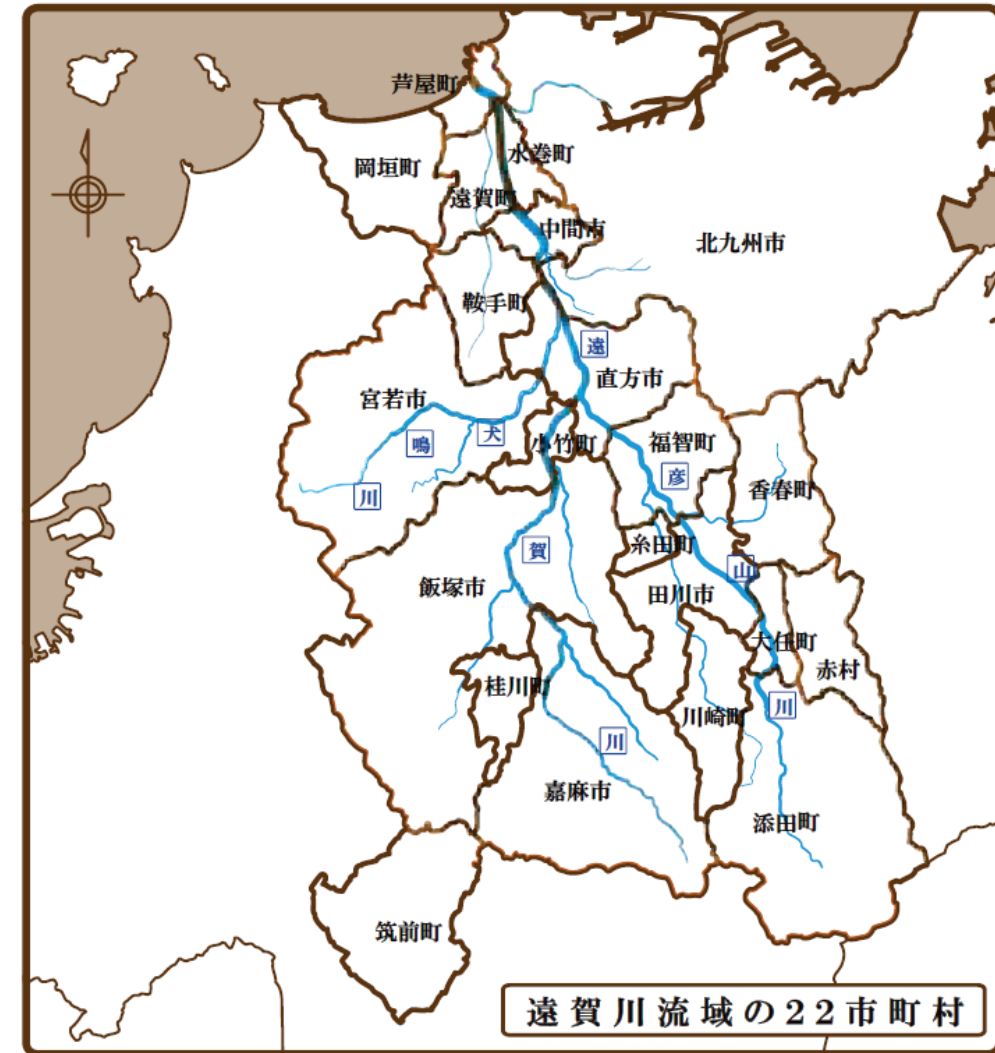 芦屋町
水巻町
岡垣町
遠賀町
中間市
北九州市
鞍手町
遠
直方市
宮若市
犬
鳴
川
小竹町
福智町
彦
香春町
賀
糸田町
山
飯塚市
田川市
大任町
赤村
桂川町
川崎町
川
川
嘉麻市
添田町
筑前町
遠賀川流域の22市町村